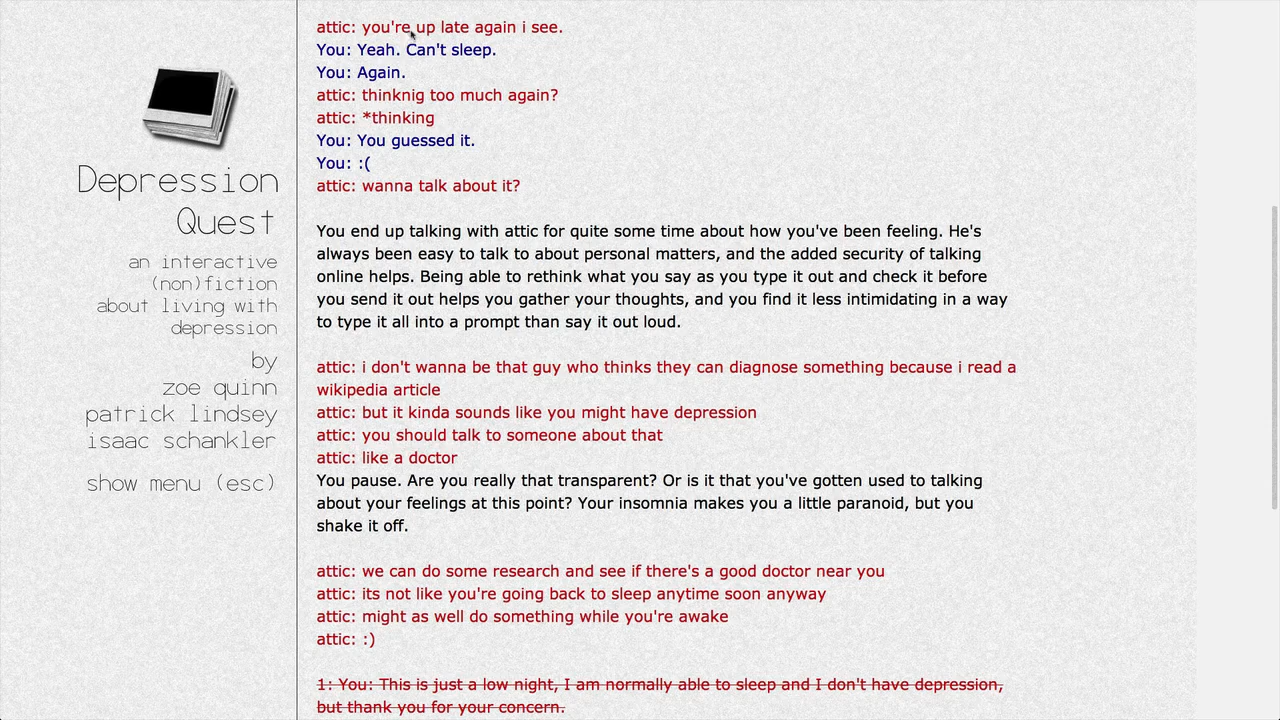 Depression
Quest
an interactive
(non)fiction
about living with
depression
by
zoe quinn
patrick lindsey
isaac schankler
show menu (esc)
attic: you're up late again i see.
You: Yeah. Can't sleep.
You: Again.
attic: thinknig too much again?
attic: *thinking
You: You guessed it.
You: :(
attic: wanna talk about it?
You end up talking with attic for quite some time about how you've been feeling. He's
always been easy to talk to about personal matters, and the added security of talking
online helps. Being able to rethink what you say as you type it out and check it before
you send it out helps you gather your thoughts, and you find it less intimidating in a way
to type it all into a prompt than say it out loud.
attic: i don't wanna be that guy who thinks they can diagnose something because i read a
wikipedia article
attic: but it kinda sounds like you might have depression
attic: you should talk to someone about that
attic: like a doctor
You pause. Are you really that transparent? Or is it that you've gotten used to talking
about your feelings at this point? Your insomnia makes you a little paranoid, but you
shake it off.
attic: we can do some research and see if there's a good doctor near you
attic: its not like you're going back to sleep anytime soon anyway
attic: might as well do something while you're awake
attic: :)
1: You: This is just a low night, I am normally able to sleep and I don't have depression,
but thank you for your concern.